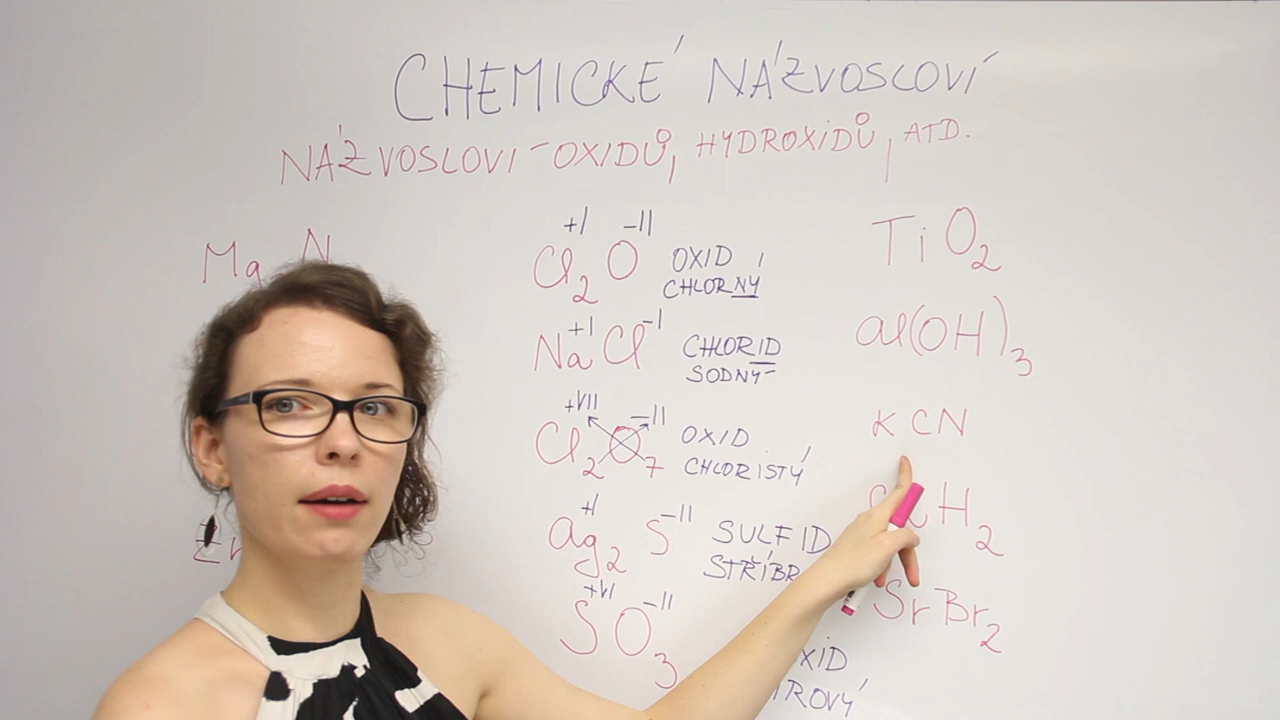 CHEMICKÉ NÁZVOSLOVÍ
NÁZVOSLOVÍ OXIDŮ, HYDROXIDŮ, ATD.
+I -II
Cl2O OXID
CHLORNÝ
+I -I
NaCl CHLORID
SODNÝ
+VII -II
Cl2O7 OXID
CHLORISTÝ
+I -II
Ag2S SULFID
+VI -II
SO3
TiO2
Al(OH)3
KCN
H2
SrBr2